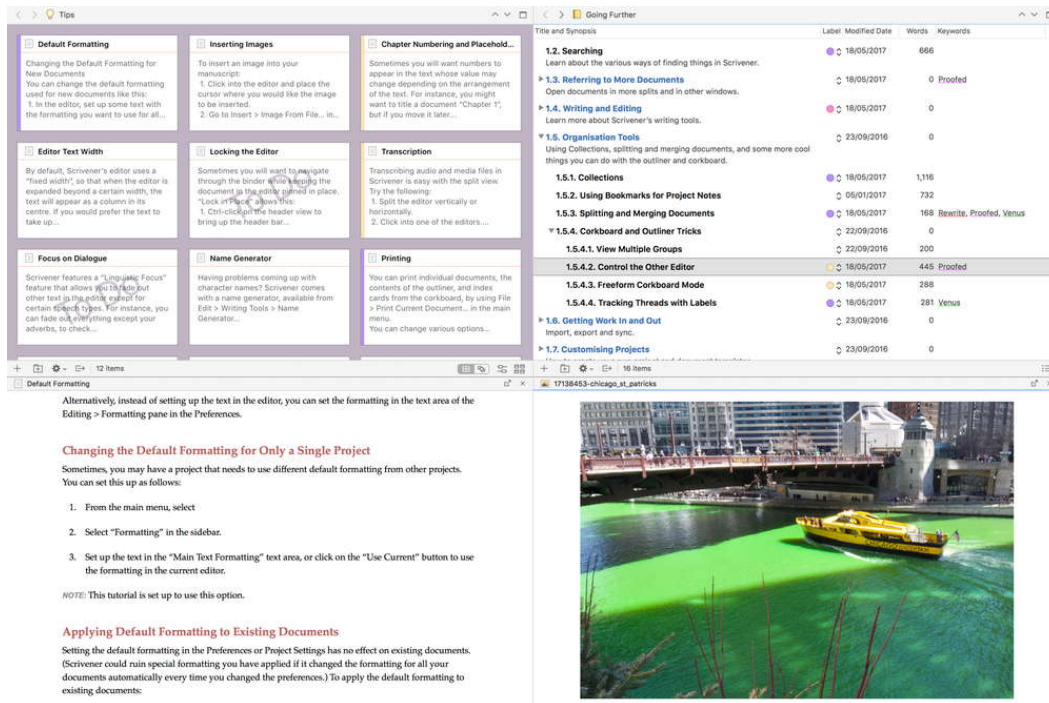 Tips
Default Formatting
Changing the Default Formatting for
New Documents
You can change the default formatting
used for new documents like this:
1. In the editor, set up some text with
the formatting you want to use for all...
Inserting Images
To insert an image into your
manuscript:
1. Click into the editor and place the
cursor where you would like the image
to be inserted.
2. Go to Insert > Image From File... in...
Chapter Numbering and Placehold...
Sometimes you will want numbers to
appear in the text whose value may
change depending on the arrangement
of the text. For instance, you might
want to title a document "Chapter 1",
but if you move it later...
Editor Text Width
By default, Scrivener's editor uses a
"fixed width", so that when the editor is
expanded beyond a certain width, the
text will appear as a column in its
centre. If you would prefer the text to
take up...
Locking the Editor
Sometimes you will want to navigate
through the binder while keeping the
document in the editor pinned in place.
"Lock in Place" allows this:
1. Ctrl-click on the header view to
bring up the header bar...
To Do
Transcription
Transcribing audio and media files in
Scrivener is easy with the split view.
Try the following:
1. Split the editor vertically or
horizontally.
2. Click into one of the editors....
Focus on Dialogue
Scrivener features a "Linguistic Focus"
feature that allows you to fade out
other text in the editor except for
certain speech types. For instance, you
can fade out everything except your
adverbs, to check...
To Do
Name Generator
Having problems coming up with
character names? Scrivener comes
with a name generator, available from
Edit > Writing Tools > Name
Generator...
Printing
You can print individual documents, the
contents of the outliner, and index
cards from the corkboard, by using File
> Print Current Document... in the main
menu.
You can change various options...
12 items
Going Further
Title and Synopsis Label Modified Date Words Keywords
1.2. Searching 18/05/2017 666
Learn about the various ways of finding things in Scrivener.
1.3. Referring to More Documents 18/05/2017 0 Proofed
Open documents in more splits and in other windows.
1.4. Writing and Editing 18/05/2017 0
Learn more about Scrivener's writing tools.
1.5. Organisation Tools 23/09/2016 0
Using Collections, splitting and merging documents, and some more cool
things you can do with the outliner and corkboard.
1.5.1. Collections 18/05/2017 1,116
1.5.2. Using Bookmarks for Project Notes 05/01/2017 732
1.5.3. Splitting and Merging Documents 18/05/2017 168 Rewrite, Proofed, Venus
1.5.4. Corkboard and Outliner Tricks 22/09/2016 0
1.5.4.1. View Multiple Groups 22/09/2016 200
1.5.4.2. Control the Other Editor 18/05/2017 445 Proofed
1.5.4.3. Freeform Corkboard Mode 18/05/2017 288
1.5.4.4. Tracking Threads with Labels 18/05/2017 281 Venus
1.6. Getting Work In and Out 23/09/2016 0
Import, export and sync.
1.7. Customising Projects 23/09/2016 0
16 items
Default Formatting
Alternatively, instead of setting up the text in the editor, you can set the formatting in the text area of the
Editing > Formatting pane in the Preferences.
Changing the Default Formatting for Only a Single Project
Sometimes, you may have a project that needs to use different default formatting from other projects.
You can set this up as follows:
1. From the main menu, select
2. Select "Formatting" in the sidebar.
3. Set up the text in the "Main Text Formatting" text area, or click on the "Use Current" button to use
the formatting in the current editor.
NOTE: This tutorial is set up to use this option.
Applying Default Formatting to Existing Documents
Setting the default formatting in the Preferences or Project Settings has no effect on existing documents.
(Scrivener could ruin special formatting you have applied if it changed the formatting for all your
documents automatically every time you changed the preferences.) To apply the default formatting to
existing documents:
17138453-chicago_st_patricks